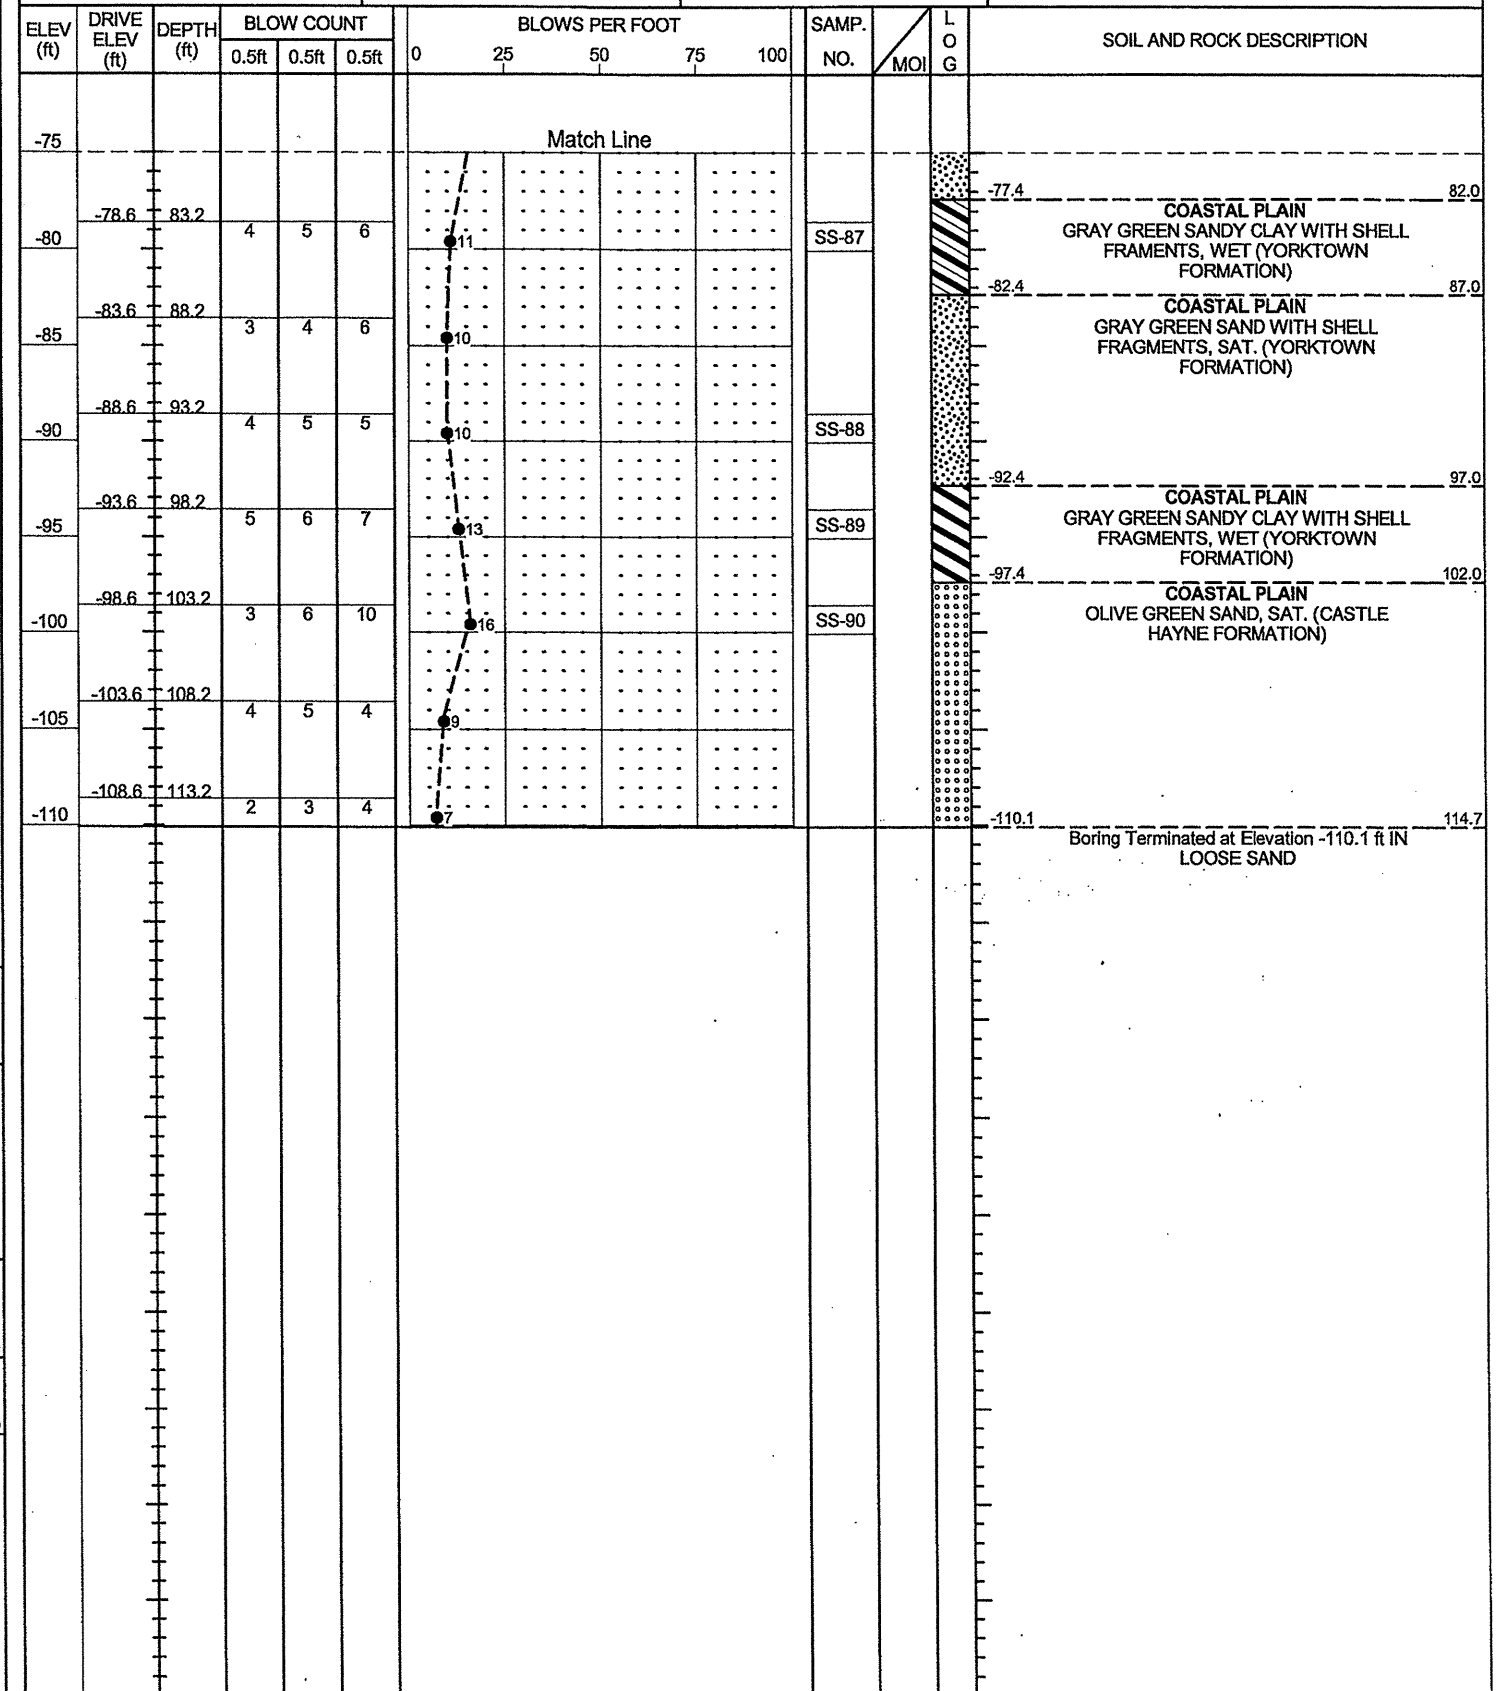 ELEV (ft) DRIVE ELEV (ft) DEPTH (ft) BLOW COUNT BLOWS PER FOOT SAMP. NO. MOI LOG SOIL AND ROCK DESCRIPTION
0.5ft 0.5ft 0.5ft 0 25 50 75 100
-75 Match Line
-77.4 82.0
-78.6 83.2 4 5 6
-80 11 SS-87
COASTAL PLAIN
GRAY GREEN SANDY CLAY WITH SHELL
FRAMENTS, WET (YORKTOWN
FORMATION)
-82.4 87.0
-83.6 88.2 3 4 6
-85 10
COASTAL PLAIN
GRAY GREEN SAND WITH SHELL
FRAGMENTS, SAT. (YORKTOWN
FORMATION)
-88.6 93.2 4 5 5
-90 10 SS-88
-92.4 97.0
-93.6 98.2 5 6 7
-95 13 SS-89
COASTAL PLAIN
GRAY GREEN SANDY CLAY WITH SHELL
FRAGMENTS, WET (YORKTOWN
FORMATION)
-97.4 102.0
-98.6 103.2 3 6 10
-100 16 SS-90
COASTAL PLAIN
OLIVE GREEN SAND, SAT. (CASTLE
HAYNE FORMATION)
-103.6 108.2 4 5 4
-105 9
-108.6 113.2 2 3 4
-110 7
-110.1 114.7
Boring Terminated at Elevation -110.1 ft IN
LOOSE SAND